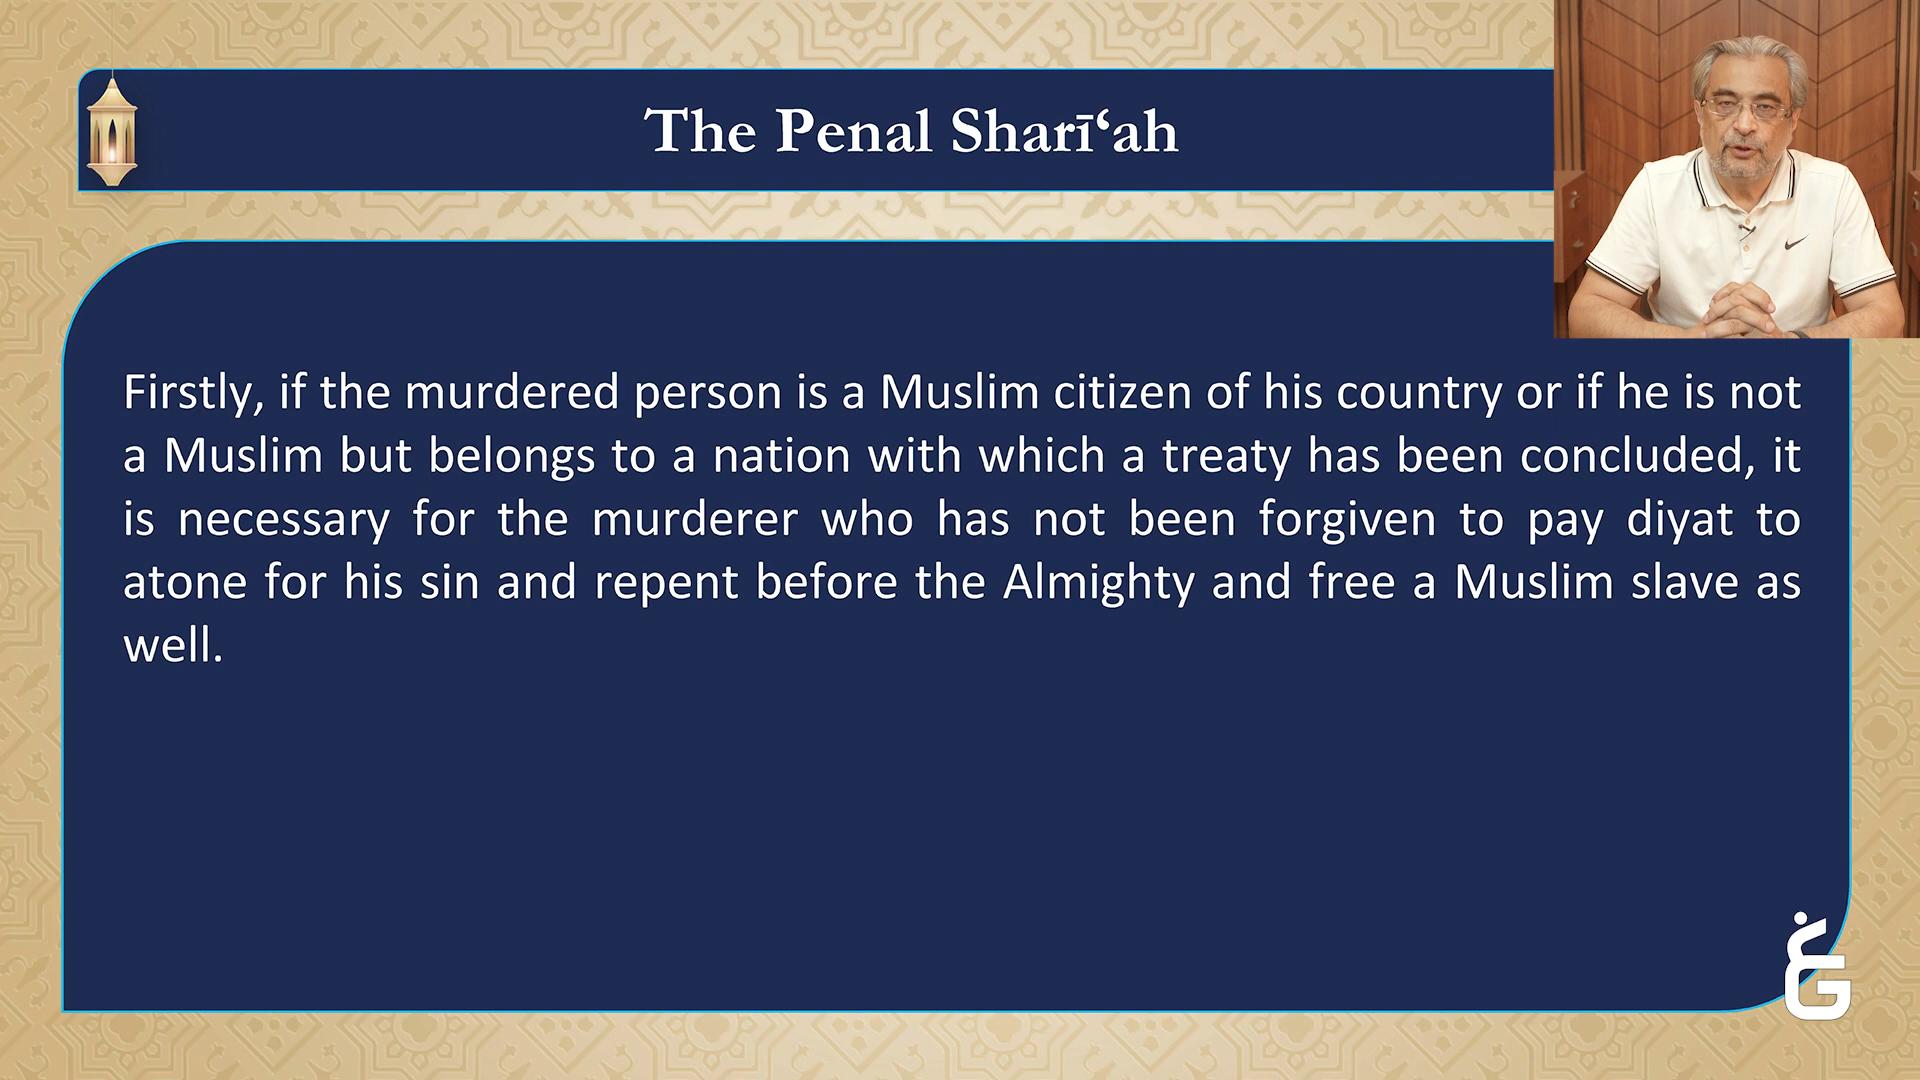 The Penal Sharī‘ah
Firstly, if the murdered person is a Muslim citizen of his country or if he is not
a Muslim but belongs to a nation with which a treaty has been concluded, it
is necessary for the murderer who has not been forgiven to pay diyat to
atone for his sin and repent before the Almighty and free a Muslim slave as
well.
غ
G